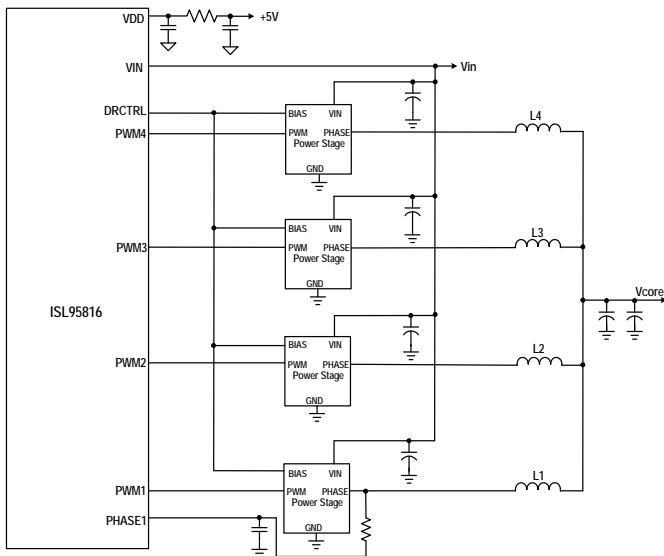 VDD
+5V
VIN
Vin
DRCTRL
BIAS
VIN
L4
PWM4
PWM
PHASE
Power Stage
GND
BIAS
VIN
L3
PWM3
PWM
PHASE
Power Stage
GND
Vcore
ISL95816
BIAS
VIN
L2
PWM2
PWM
PHASE
Power Stage
GND
BIAS
VIN
L1
PWM1
PWM
PHASE
Power Stage
PHASE1
GND